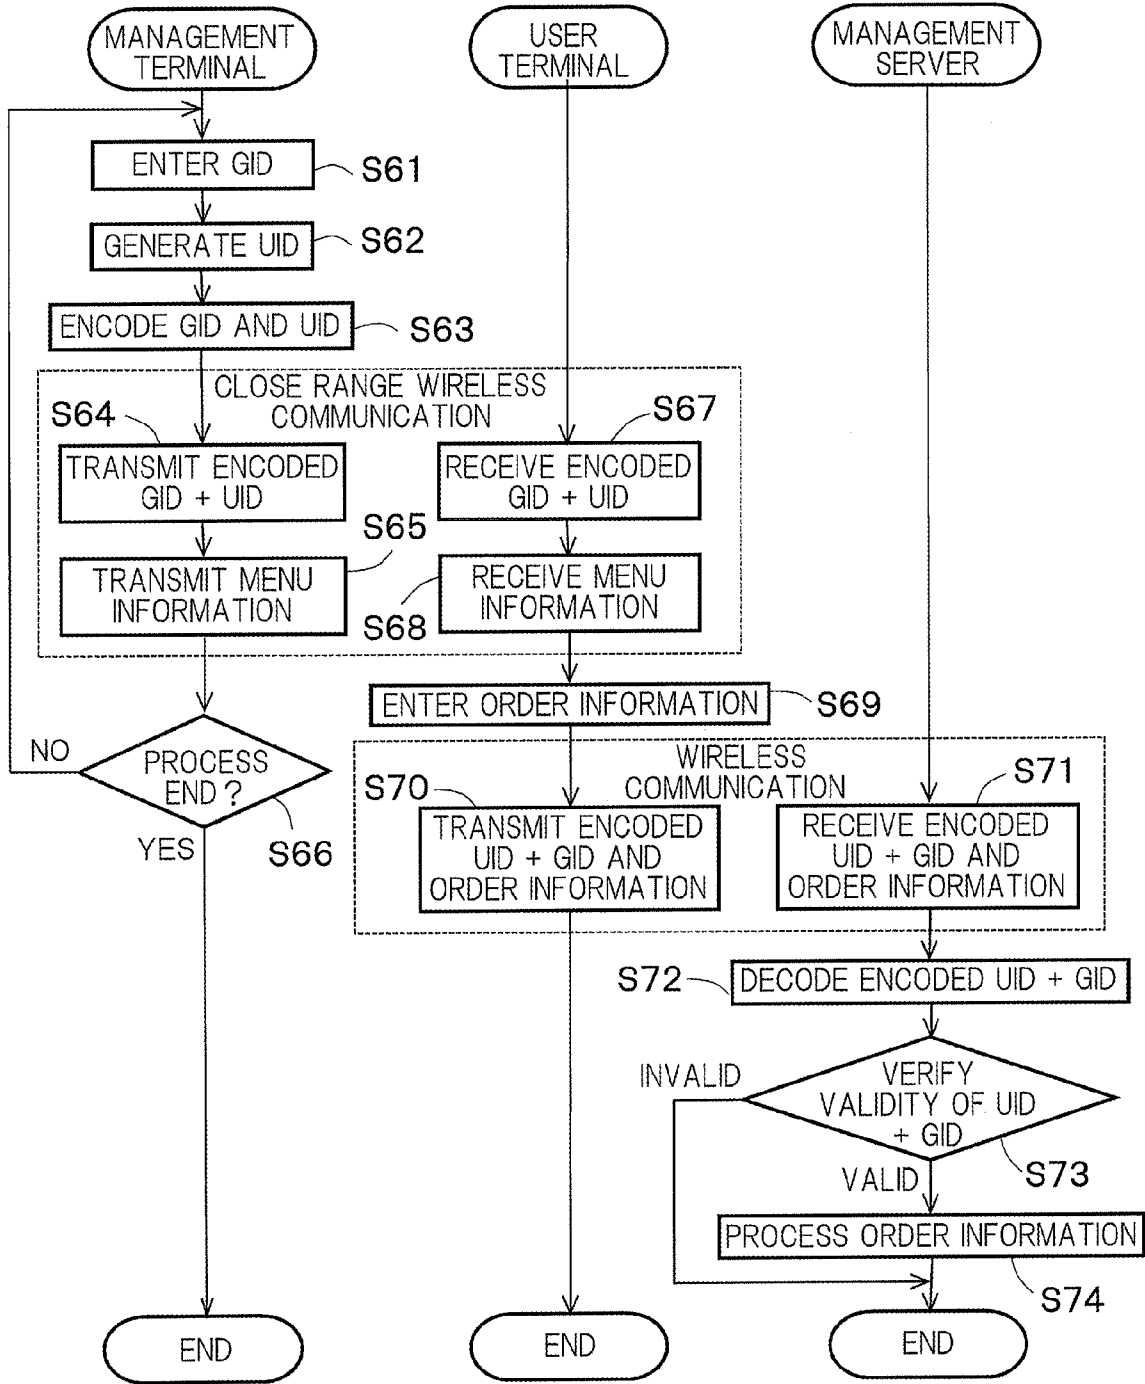 MANAGEMENT
TERMINAL
USER
TERMINAL
MANAGEMENT
SERVER
ENTER GID
S61
GENERATE UID
S62
ENCODE GID AND UID
S63
CLOSE RANGE WIRELESS
COMMUNICATION
S64
S67
TRANSMIT ENCODED
GID + UID
RECEIVE ENCODED
GID + UID
S65
TRANSMIT MENU
INFORMATION
RECEIVE MENU
INFORMATION
S68
ENTER ORDER INFORMATION
S69
NO
PROCESS
END?
YES
S66
WIRELESS
COMMUNICATION
S70
S71
TRANSMIT ENCODED
UID + GID AND
ORDER INFORMATION
RECEIVE ENCODED
UID + GID AND
ORDER INFORMATION
S72
DECODE ENCODED UID + GID
INVALID
VERIFY
VALIDITY OF UID
+ GID
S73
VALID
PROCESS ORDER INFORMATION
S74
END
END
END